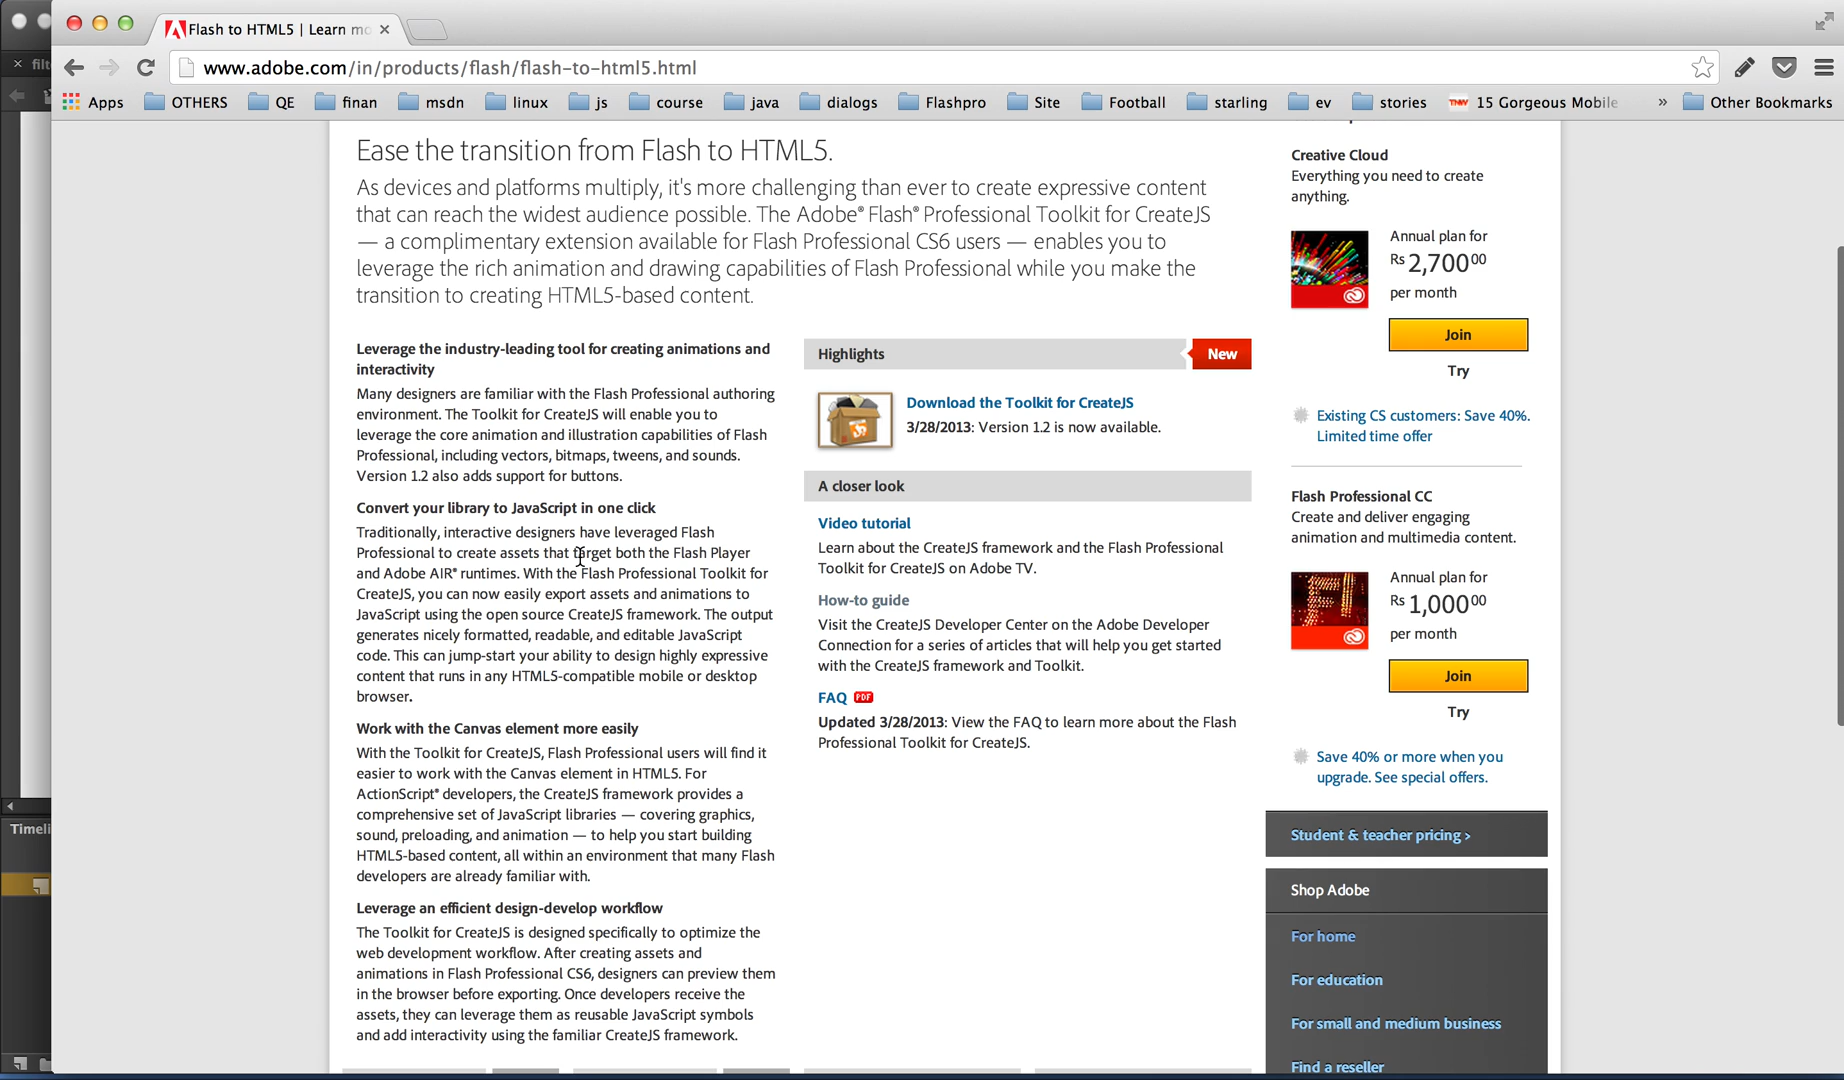 Flash to HTML5 | Learn mo
filt
www.adobe.com/in/products/flash/flash-to-html5.html
Apps OTHERS QE finan msdn linux js course java dialogs Flashpro Site Football starling ev stories TNW 15 Gorgeous Mobile » Other Bookmarks
Ease the transition from Flash to HTML5.
As devices and platforms multiply, it's more challenging than ever to create expressive content
that can reach the widest audience possible. The Adobe® Flash® Professional Toolkit for CreateJS
— a complimentary extension available for Flash Professional CS6 users — enables you to
leverage the rich animation and drawing capabilities of Flash Professional while you make the
transition to creating HTML5-based content.
Leverage the industry-leading tool for creating animations and
interactivity
Many designers are familiar with the Flash Professional authoring
environment. The Toolkit for CreateJS will enable you to
leverage the core animation and illustration capabilities of Flash
Professional, including vectors, bitmaps, tweens, and sounds.
Version 1.2 also adds support for buttons.
Convert your library to JavaScript in one click
Traditionally, interactive designers have leveraged Flash
Professional to create assets that target both the Flash Player
and Adobe AIR® runtimes. With the Flash Professional Toolkit for
CreateJS, you can now easily export assets and animations to
JavaScript using the open source CreateJS framework. The output
generates nicely formatted, readable, and editable JavaScript
code. This can jump-start your ability to design highly expressive
content that runs in any HTML5-compatible mobile or desktop
browser.
Work with the Canvas element more easily
With the Toolkit for CreateJS, Flash Professional users will find it
easier to work with the Canvas element in HTML5. For
ActionScript® developers, the CreateJS framework provides a
comprehensive set of JavaScript libraries — covering graphics,
sound, preloading, and animation — to help you start building
HTML5-based content, all within an environment that many Flash
developers are already familiar with.
Leverage an efficient design-develop workflow
The Toolkit for CreateJS is designed specifically to optimize the
web development workflow. After creating assets and
animations in Flash Professional CS6, designers can preview them
in the browser before exporting. Once developers receive the
assets, they can leverage them as reusable JavaScript symbols
and add interactivity using the familiar CreateJS framework.
Highlights New
Download the Toolkit for CreateJS
3/28/2013: Version 1.2 is now available.
A closer look
Video tutorial
Learn about the CreateJS framework and the Flash Professional
Toolkit for CreateJS on Adobe TV.
How-to guide
Visit the CreateJS Developer Center on the Adobe Developer
Connection for a series of articles that will help you get started
with the CreateJS framework and Toolkit.
FAQ PDF
Updated 3/28/2013: View the FAQ to learn more about the Flash
Professional Toolkit for CreateJS.
Creative Cloud
Everything you need to create
anything.
Annual plan for
Rs 2,700 00
per month
Join
Try
Existing CS customers: Save 40%.
Limited time offer
Flash Professional CC
Create and deliver engaging
animation and multimedia content.
Fl
Annual plan for
Rs 1,000 00
per month
Join
Try
Save 40% or more when you
upgrade. See special offers.
Student & teacher pricing >
Shop Adobe
For home
For education
For small and medium business
Find a reseller
Timeli